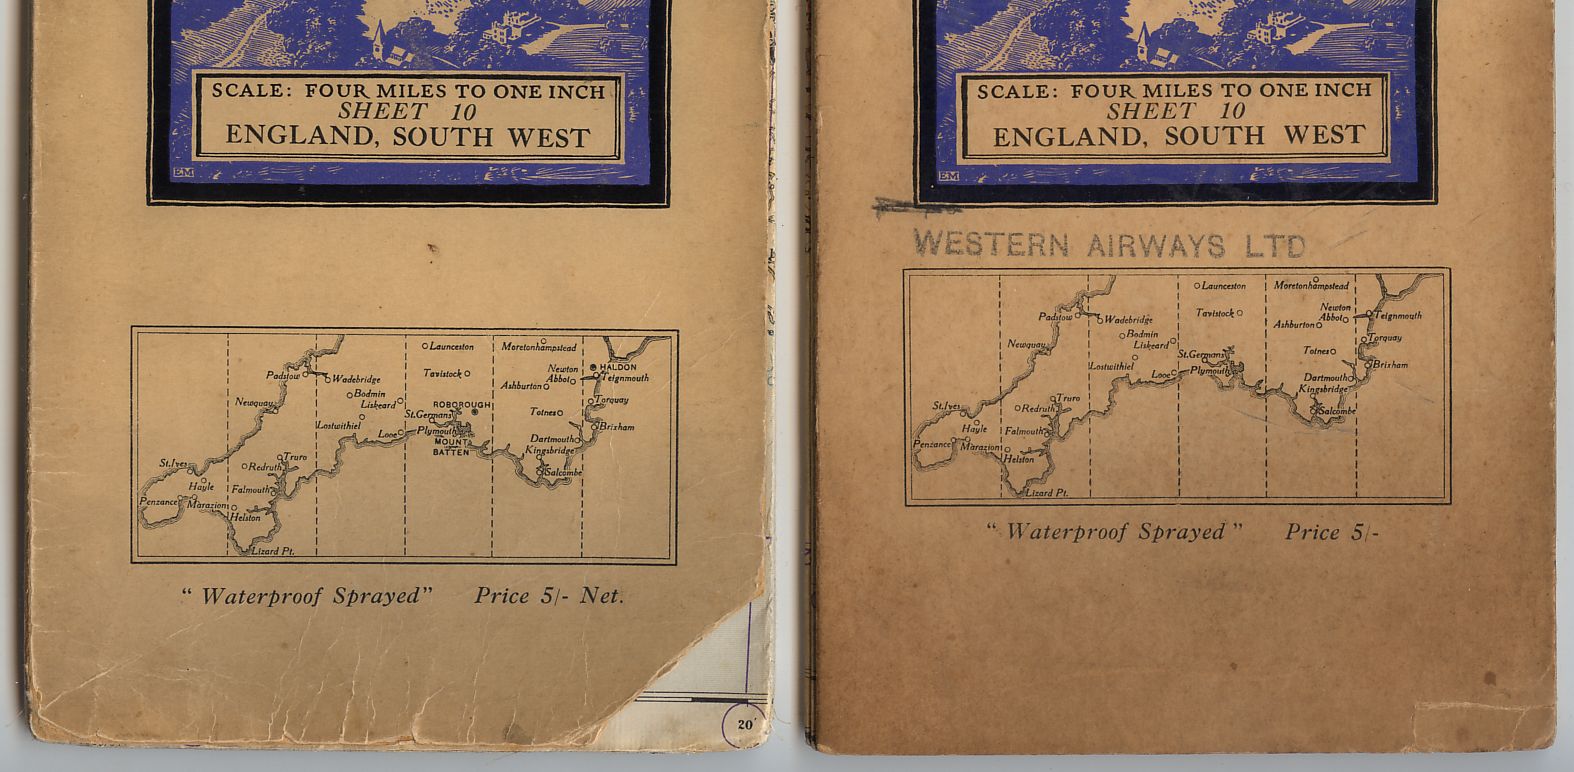 SCALE: FOUR MILES TO ONE INCH
SHEET 10
ENGLAND, SOUTH WEST
EM
Launceston
Moretonhampstead
HALDON
Padstow
Wadebridge
Tavistock
Newton
Abbot
Teignmouth
Ashburton
Bodmin
Newquay
Liskeard
ROBOROUGH
Torquay
St.Germans
Totnes
Lostwithiel
Looe
Plymouth
Brixham
MOUNT
BATTEN
Dartmouth
Kingsbridge
St.Ives
Truro
Redruth
Salcombe
Hayle
Falmouth
Penzance
Marazion
Helston
Lizard Pt.
“ Waterproof Sprayed” Price 5/- Net.
20'
SCALE: FOUR MILES TO ONE INCH
SHEET 10
ENGLAND, SOUTH WEST
EM
WESTERN AIRWAYS LTD
Launceston
Moretonhampstead
Padstow
Wadebridge
Tavistock
Newton
Abbot
Teignmouth
Ashburton
Bodmin
Liskeard
Newquay
Torquay
St.Germans
Totnes
Lostwithiel
Looe
Plymouth
Brixham
Dartmouth
Kingsbridge
St.Ives
Truro
Redruth
Salcombe
Hayle
Falmouth
Penzance
Marazion
Helston
Lizard Pt.
“ Waterproof Sprayed ” Price 5/-